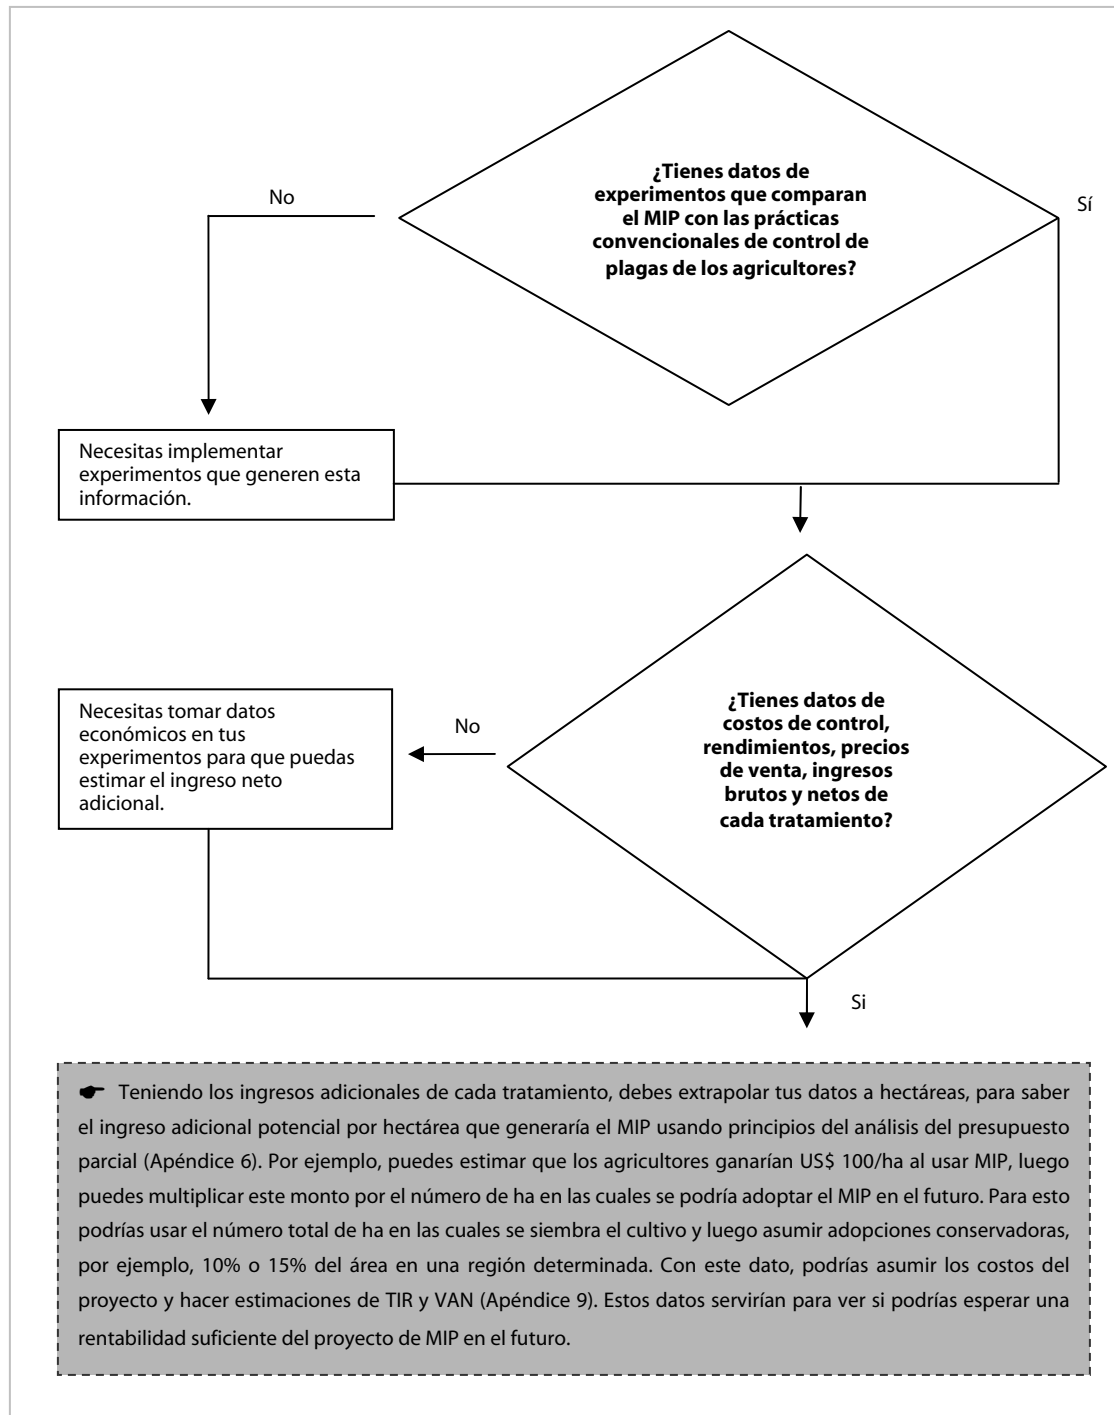 ¿Tienes datos de
experimentos que comparan
el MIP con las prácticas
convencionales de control de
plagas de los agricultores?
No
Sí
Necesitas implementar
experimentos que generen esta
información.
¿Tienes datos de
costos de control,
rendimientos, precios
de venta, ingresos
brutos y netos de
cada tratamiento?
No
Necesitas tomar datos
económicos en tus
experimentos para que puedas
estimar el ingreso neto
adicional.
Si
☛ Teniendo los ingresos adicionales de cada tratamiento, debes extrapolar tus datos a hectáreas, para saber
el ingreso adicional potencial por hectárea que generaría el MIP usando principios del análisis del presupuesto
parcial (Apéndice 6). Por ejemplo, puedes estimar que los agricultores ganarían US$ 100/ha al usar MIP, luego
puedes multiplicar este monto por el número de ha en las cuales se podría adoptar el MIP en el futuro. Para esto
podrías usar el número total de ha en las cuales se siembra el cultivo y luego asumir adopciones conservadoras,
por ejemplo, 10% o 15% del área en una región determinada. Con este dato, podrías asumir los costos del
proyecto y hacer estimaciones de TIR y VAN (Apéndice 9). Estos datos servirían para ver si podrías esperar una
rentabilidad suficiente del proyecto de MIP en el futuro.